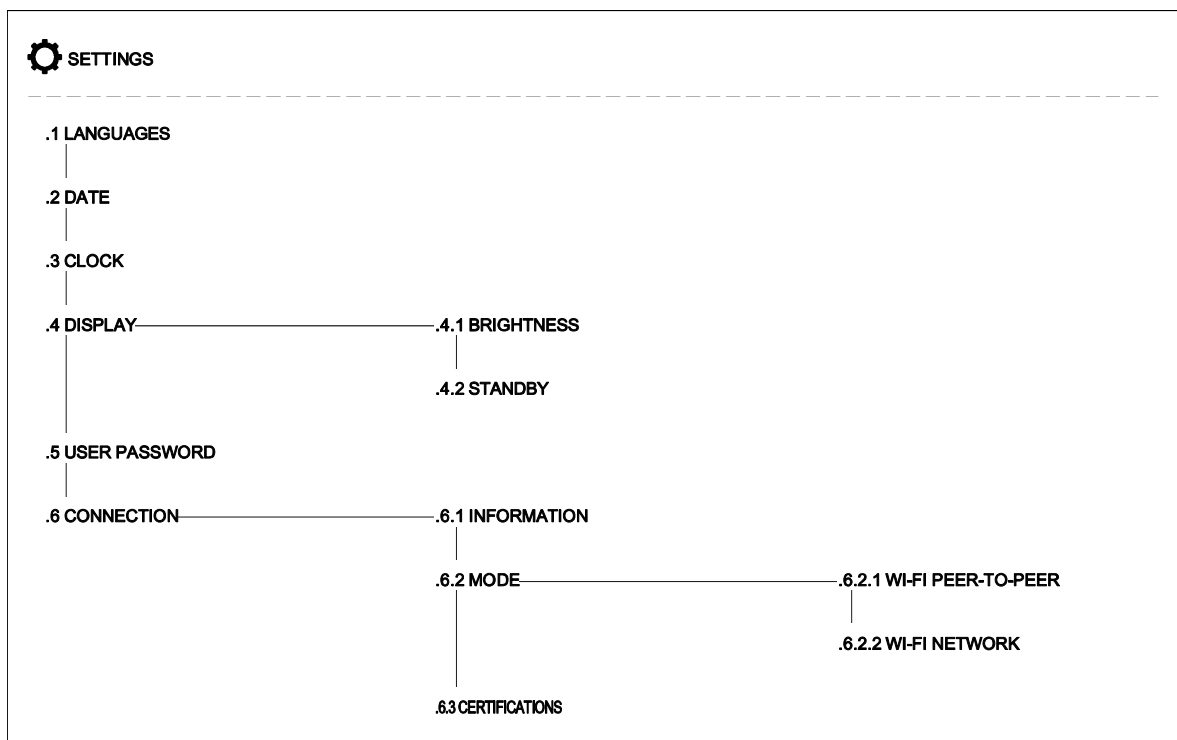 SETTINGS
.1 LANGUAGES
.2 DATE
.3 CLOCK
.4 DISPLAY
.4.1 BRIGHTNESS
.4.2 STANDBY
.5 USER PASSWORD
.6 CONNECTION
.6.1 INFORMATION
.6.2 MODE
.6.2.1 WI-FI PEER-TO-PEER
.6.2.2 WI-FI NETWORK
.6.3 CERTIFICATIONS